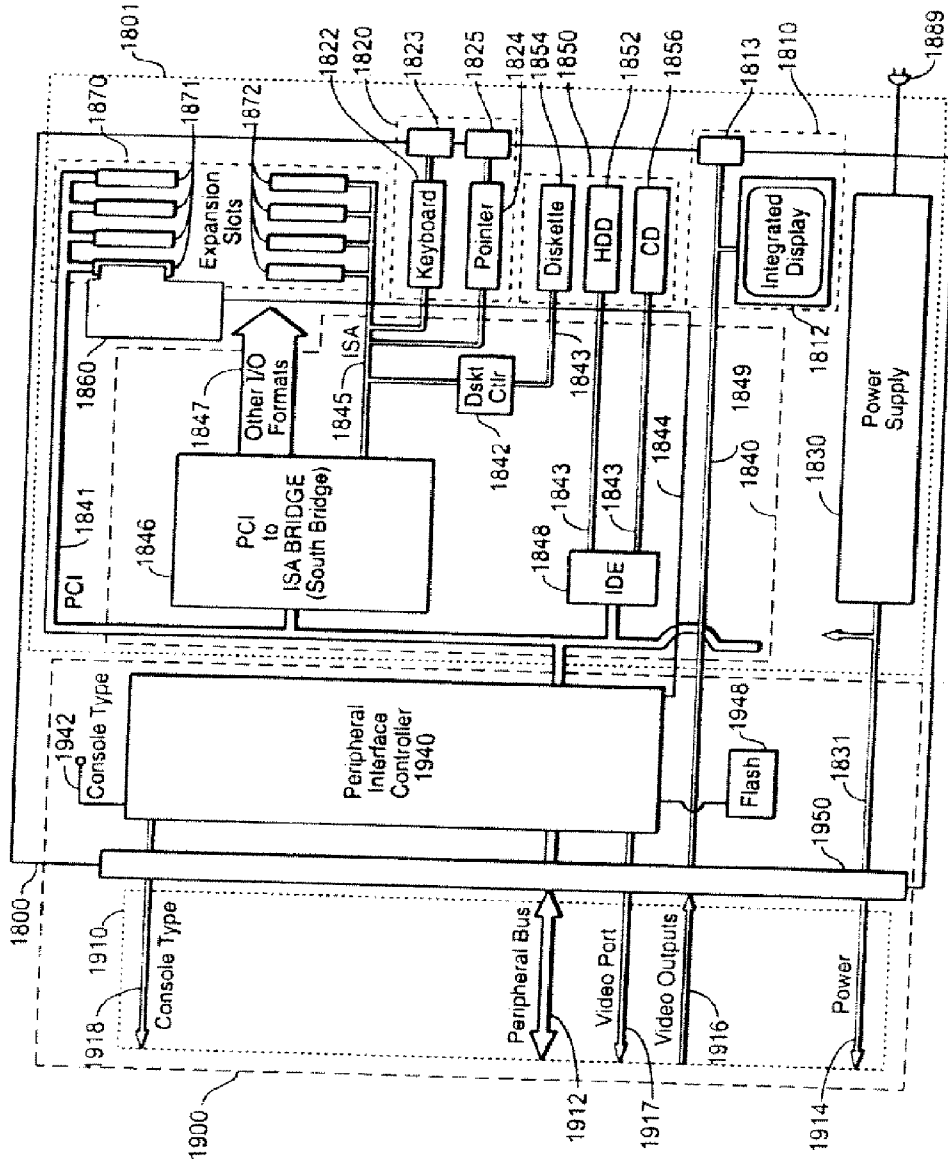 1870
1871
1872
1822
1820
1823
1825
1824
1854
1850
1852
1856
1813
1810
1889
1801
Expansion
Slots
Keyboard
Pointer
Diskette
HDD
CD
Integrated
Display
1812
Power
Supply
1830
1860
1847
Other I/O
Formats
1845
ISA
Dskt
Ctlr
1842
1843
1843
1843
1844
1849
1840
1841
PCI
1846
PCI
to
ISA BRIDGE
(South Bridge)
1848
IDE
1942
Console Type
Peripheral
Interface
Controller
1940
1948
Flash
1831
1950
1800
1910
1918
Console Type
Peripheral Bus
1912
Video Port
1917
Video Outputs
1916
Power
1914
1900